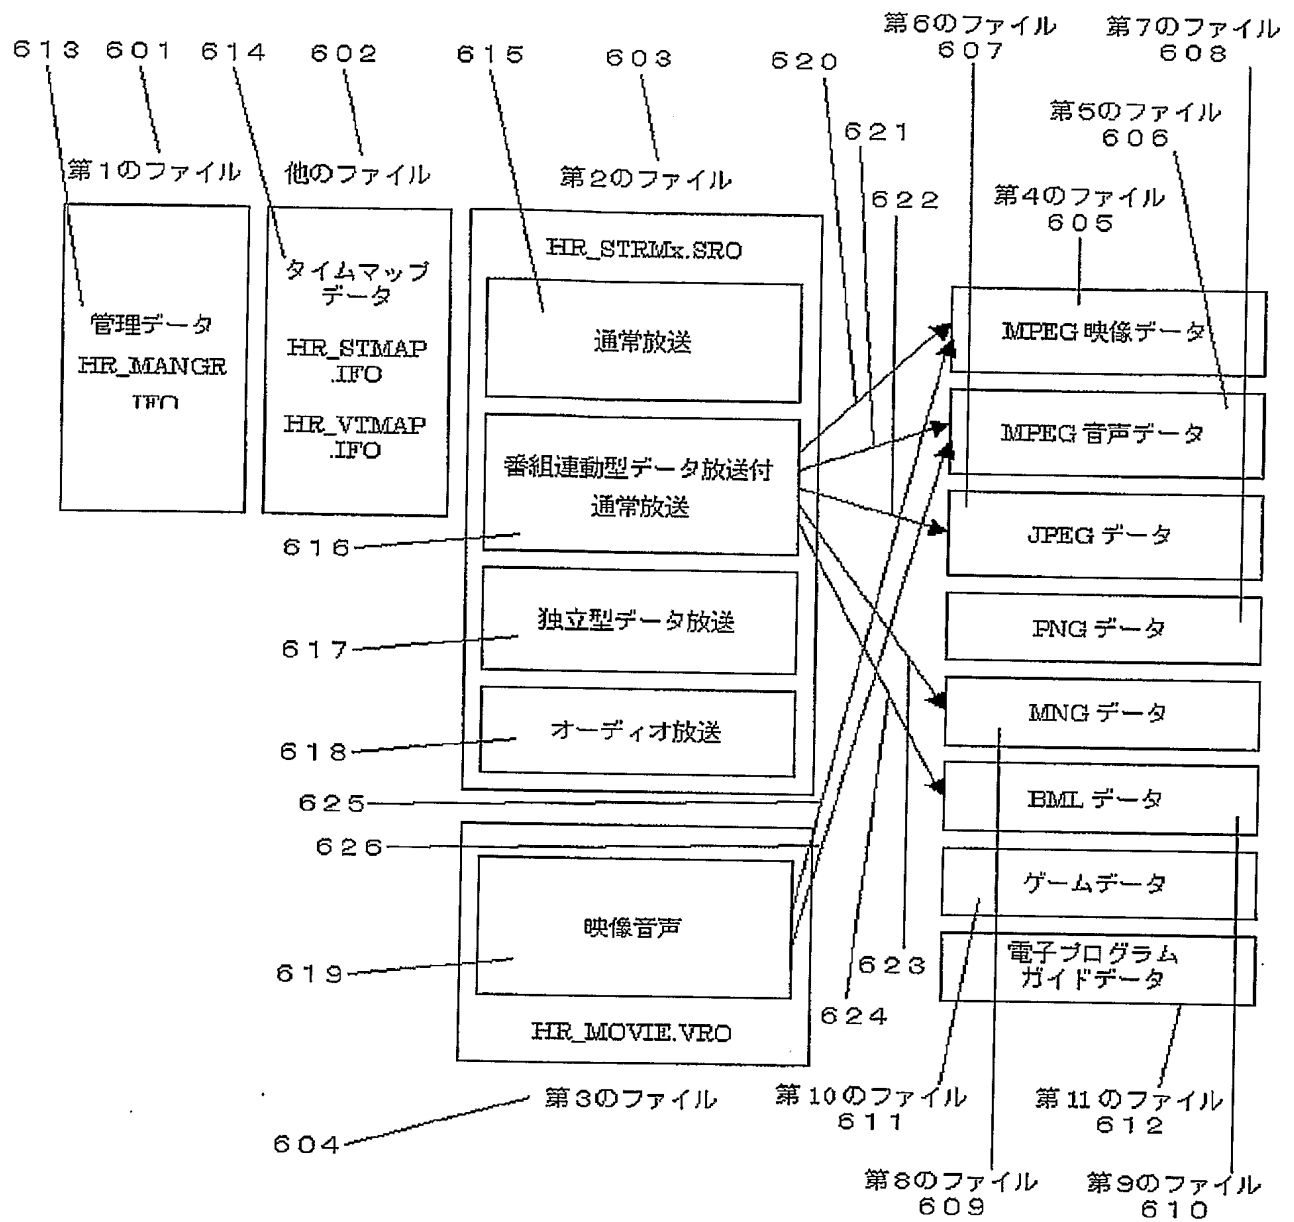 第6のファイル
607
第7のファイル
608
613
601
614
602
615
603
620
621
622
第5のファイル
606
第4のファイル
605
第1のファイル
他のファイル
第2のファイル
管理データ
HR_MANGR
.IFO
タイムマップ
データ
HR_STMAP
.IFO
HR_VTMAP
.IFO
HR_STRMx.SRO
通常放送
番組連動型データ放送付
通常放送
616
独立型データ放送
617
オーディオ放送
618
625
626
映像音声
619
HR_MOVIE.VRO
第3のファイル
604
MPEG 映像データ
MPEG 音声データ
JPEG データ
PNG データ
MNG データ
BML データ
ゲームデータ
電子プログラム
ガイドデータ
623
624
第10のファイル
611
第11のファイル
612
第8のファイル
609
第9のファイル
610